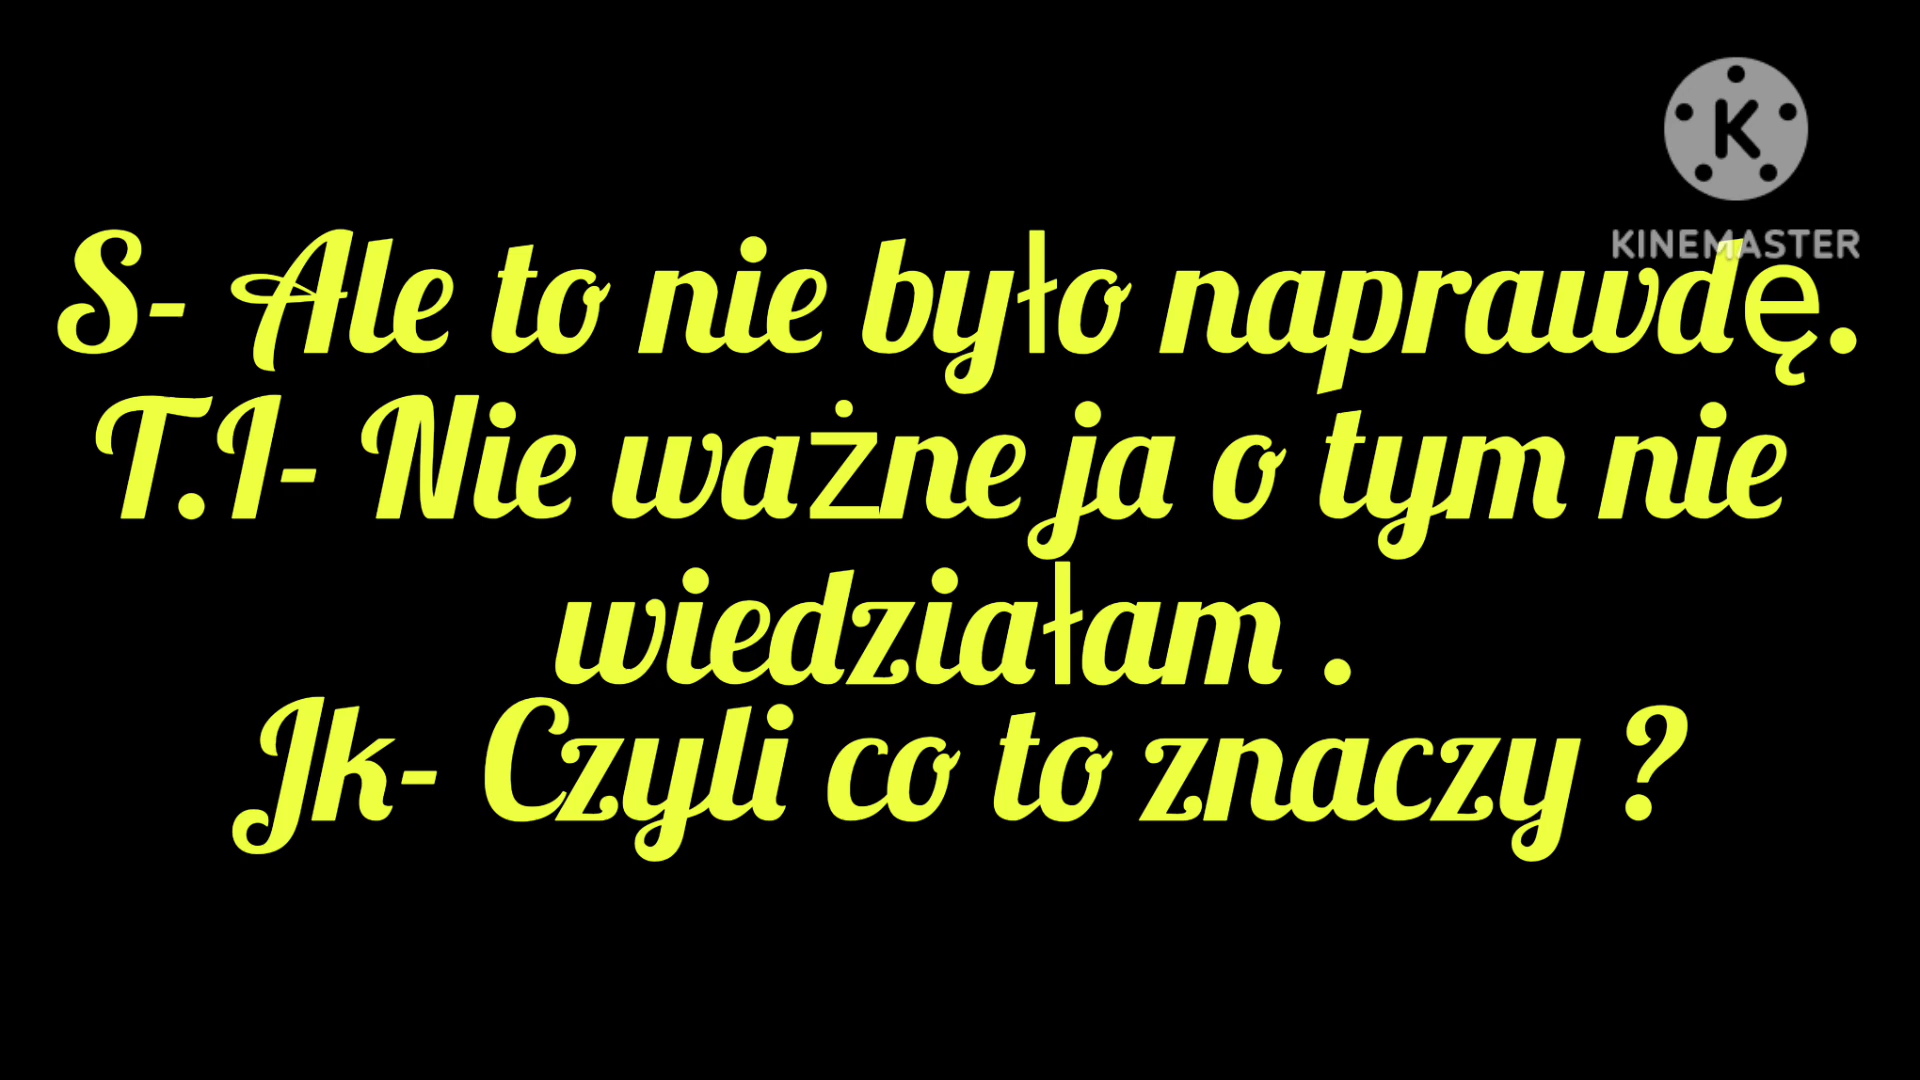 K
KINEMASTER
S- Ale to nie było naprawdę.
T.I- Nie ważne ja o tym nie
wiedziałam .
Jk- Czyli co to znaczy ?